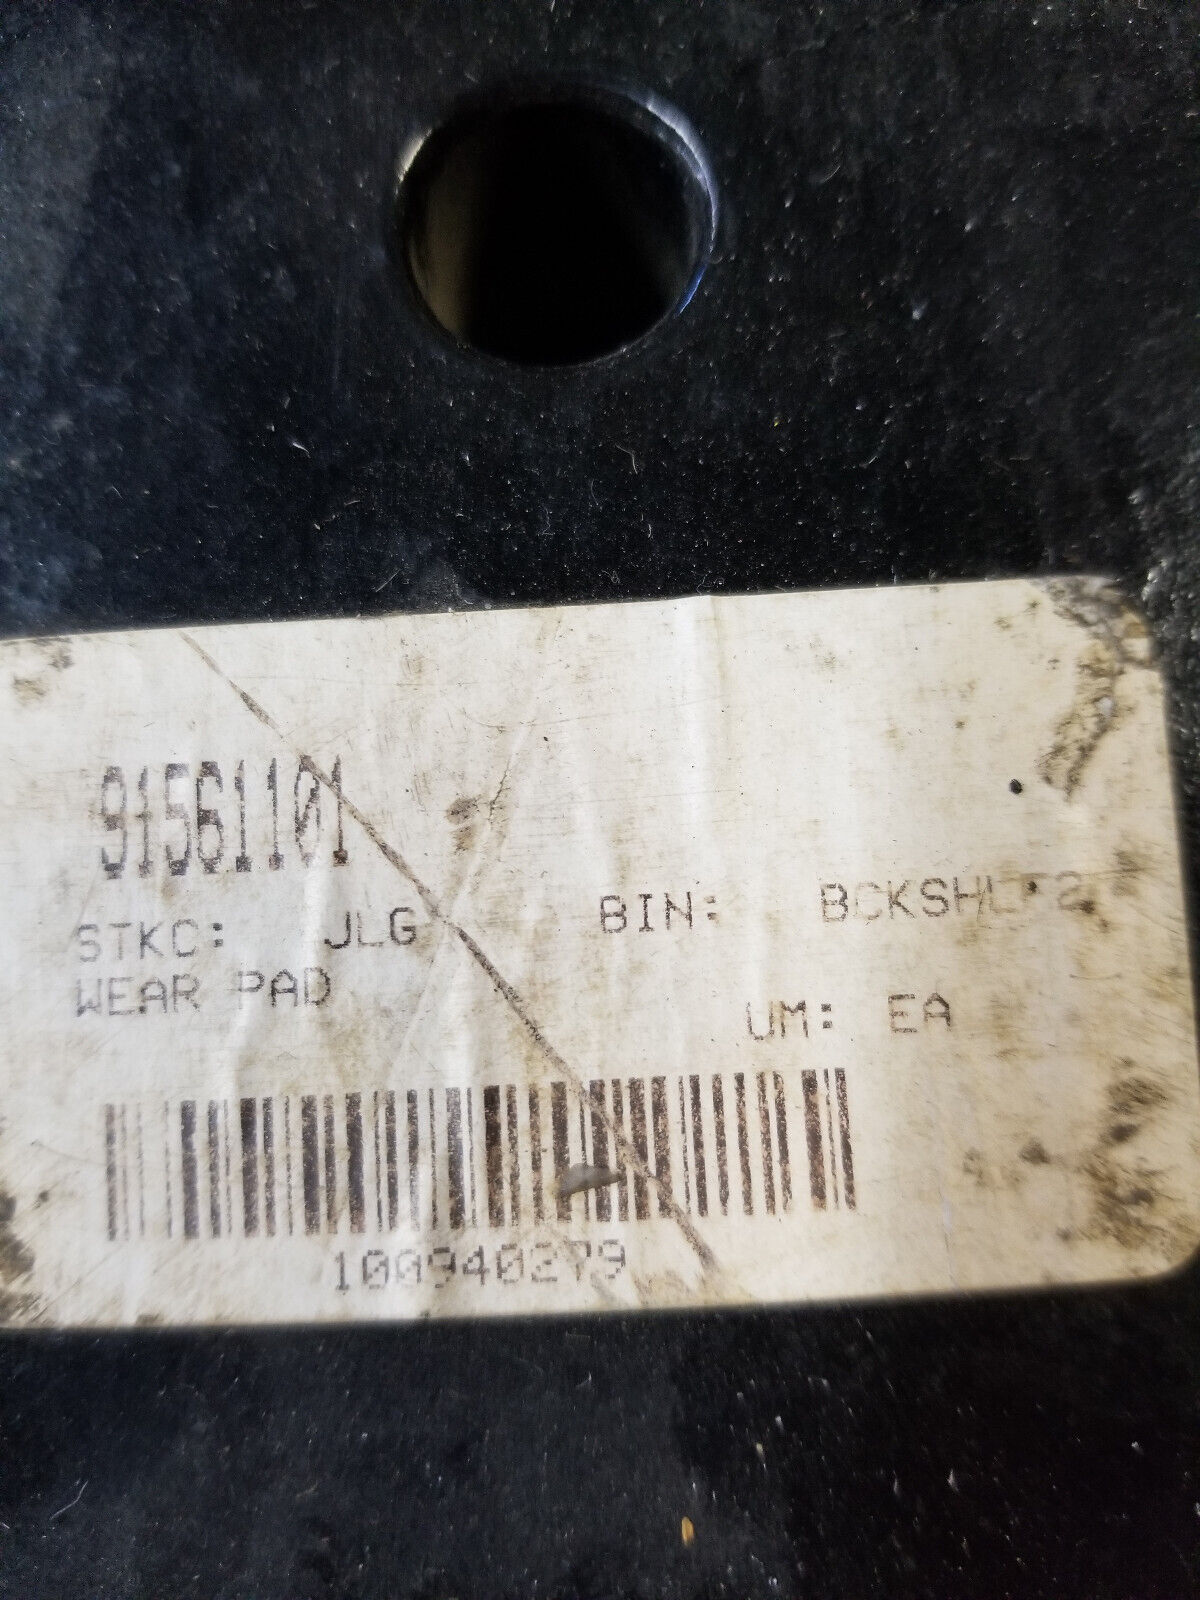 91561101
STKC: JLG BIN: BCKSHLF2
WEAR PAD
UM: EA
100940279